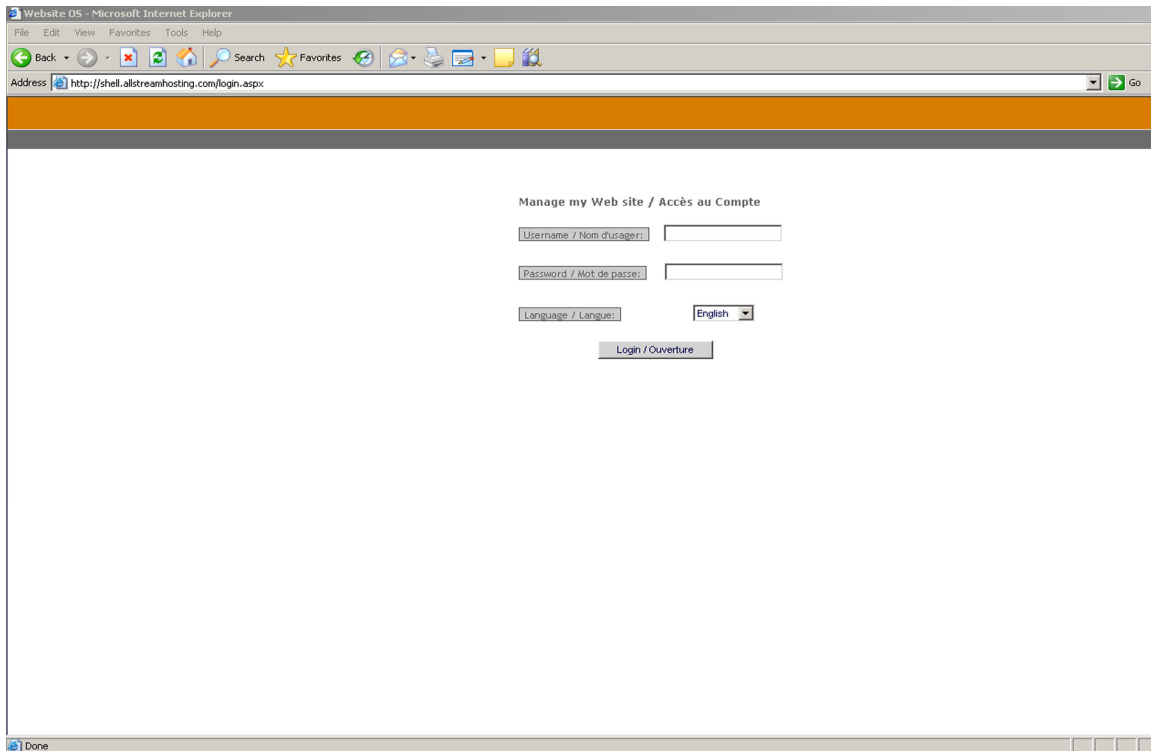 Website OS - Microsoft Internet Explorer
File Edit View Favorites Tools Help
Back Search Favorites
Address http://shell.allstreamhosting.com/login.aspx Go
Manage my Web site / Accès au Compte
Username / Nom d'usager:
Password / Mot de passe:
Language / Langue: English
Login / Ouverture
Done